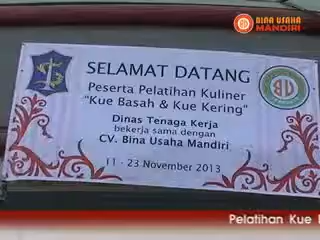 BINA USAHA
MANDIRI
SELAMAT DATANG
Peserta Pelatihan Kuliner
"Kue Basah & Kue Kering"
Dinas Tenaga Kerja
bekerja sama dengan
CV. Bina Usaha Mandiri
11 - 23 November 2013
Pelatihan Kue